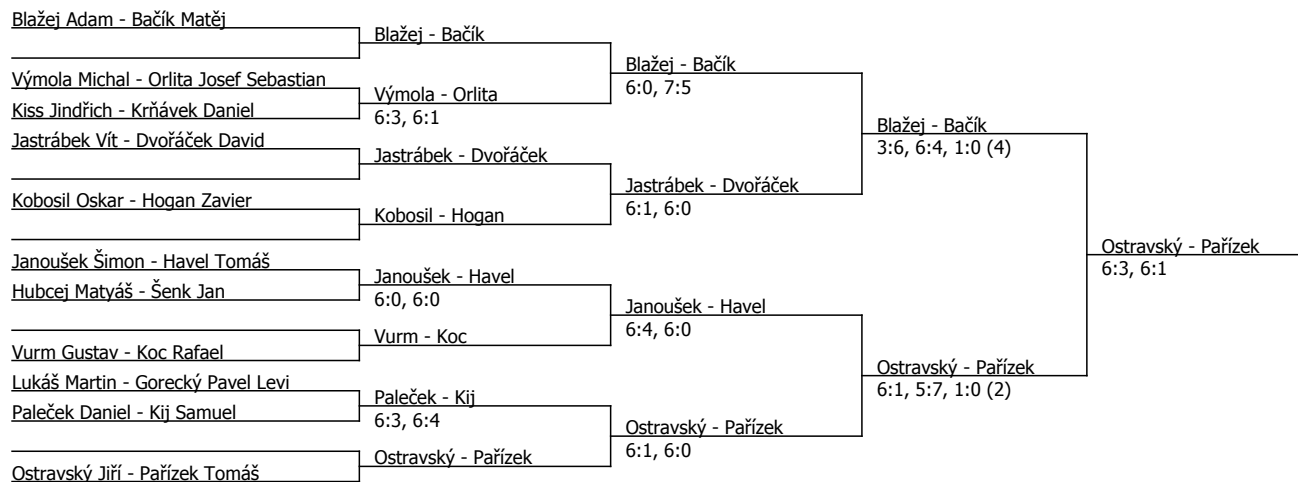 Blažej Adam - Bačík Matěj
Výmola Michal - Orlita Josef Sebastian
Kiss Jindřich - Krňávek Daniel
Jastrábek Vít - Dvořáček David
Kobosil Oskar - Hogan Zavier
Janoušek Šimon - Havel Tomáš
Hubcej Matyáš - Šenk Jan
Vurm Gustav - Koc Rafael
Lukáš Martin - Gorecký Pavel Levi
Paleček Daniel - Kij Samuel
Ostravský Jiří - Pařízek Tomáš
Blažej - Bačík
Výmola - Orlita
6:3, 6:1
Jastrábek - Dvořáček
Kobosil - Hogan
Janoušek - Havel
6:0, 6:0
Vurm - Koc
Paleček - Kij
6:3, 6:4
Ostravský - Pařízek
Blažej - Bačík
6:0, 7:5
Jastrábek - Dvořáček
6:1, 6:0
Janoušek - Havel
6:4, 6:0
Ostravský - Pařízek
6:1, 6:0
Blažej - Bačík
3:6, 6:4, 1:0 (4)
Ostravský - Pařízek
6:1, 5:7, 1:0 (2)
Ostravský - Pařízek
6:3, 6:1